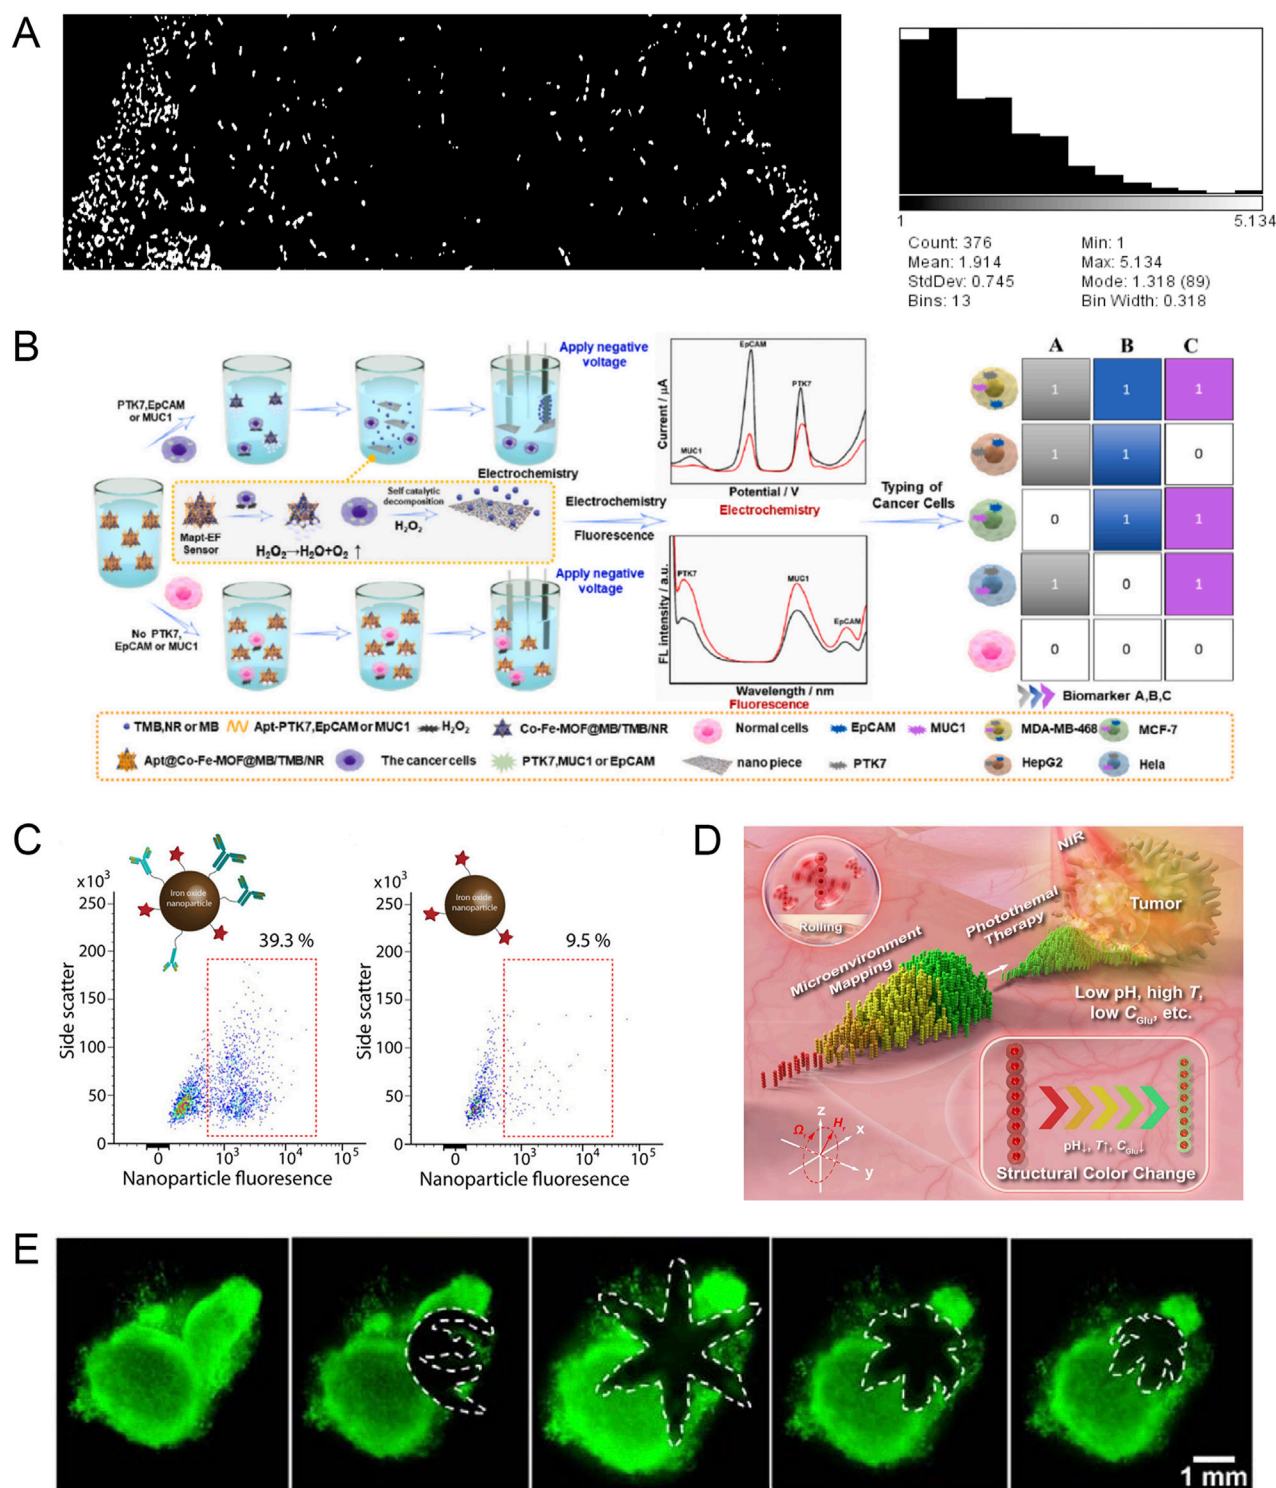 A
1
5.134
Count: 376
Min: 1
Mean: 1.914
Max: 5.134
StdDev: 0.745
Mode: 1.318 (89)
Bins: 13
Bin Width: 0.318
B
PTK7,EpCAM
or MUC1
Apply negative
voltage
Electrochemistry
Mapt-EF
Sensor
H₂O₂→H₂O+O₂ ↑
Self catalytic
decomposition
H₂O₂
No PTK7,
EpCAM or MUC1
Apply negative
voltage
Electrochemistry
Fluorescence
Current / μA
MUC1
EpCAM
PTK7
Potential / V
Electrochemistry
FL intensity / a.u.
PTK7
MUC1
EpCAM
Wavelength / nm
Fluorescence
Typing of
Cancer Cells
A B C
1 1 1
1 1 0
0 1 1
1 0 1
0 0 0
Biomarker A,B,C
TMB,NR or MB
Apt-PTK7,EpCAM or MUC1
H₂O₂
Co-Fe-MOF@MB/TMB/NR
Normal cells
EpCAM
MUC1
MDA-MB-468
MCF-7
Apt@Co-Fe-MOF@MB/TMB/NR
The cancer cells
PTK7,MUC1 or EpCAM
nano piece
PTK7
HepG2
Hela
C
Iron oxide
nanoparticle
39.3 %
x10³
250
200
150
100
50
0
Side scatter
0 10³ 10⁴ 10⁵
Nanoparticle fluoresence
Iron oxide
nanoparticle
9.5 %
x10³
250
200
150
100
50
0
Side scatter
0 10³ 10⁴ 10⁵
Nanoparticle fluoresence
D
Rolling
Microenvironment
Mapping
Photothemal
Therapy
NIR
Tumor
Low pH, high T,
low C_Glu, etc.
z
x
y
Ω
H
pH↓, T↑, C_Glu↓
Structural Color Change
E
1 mm